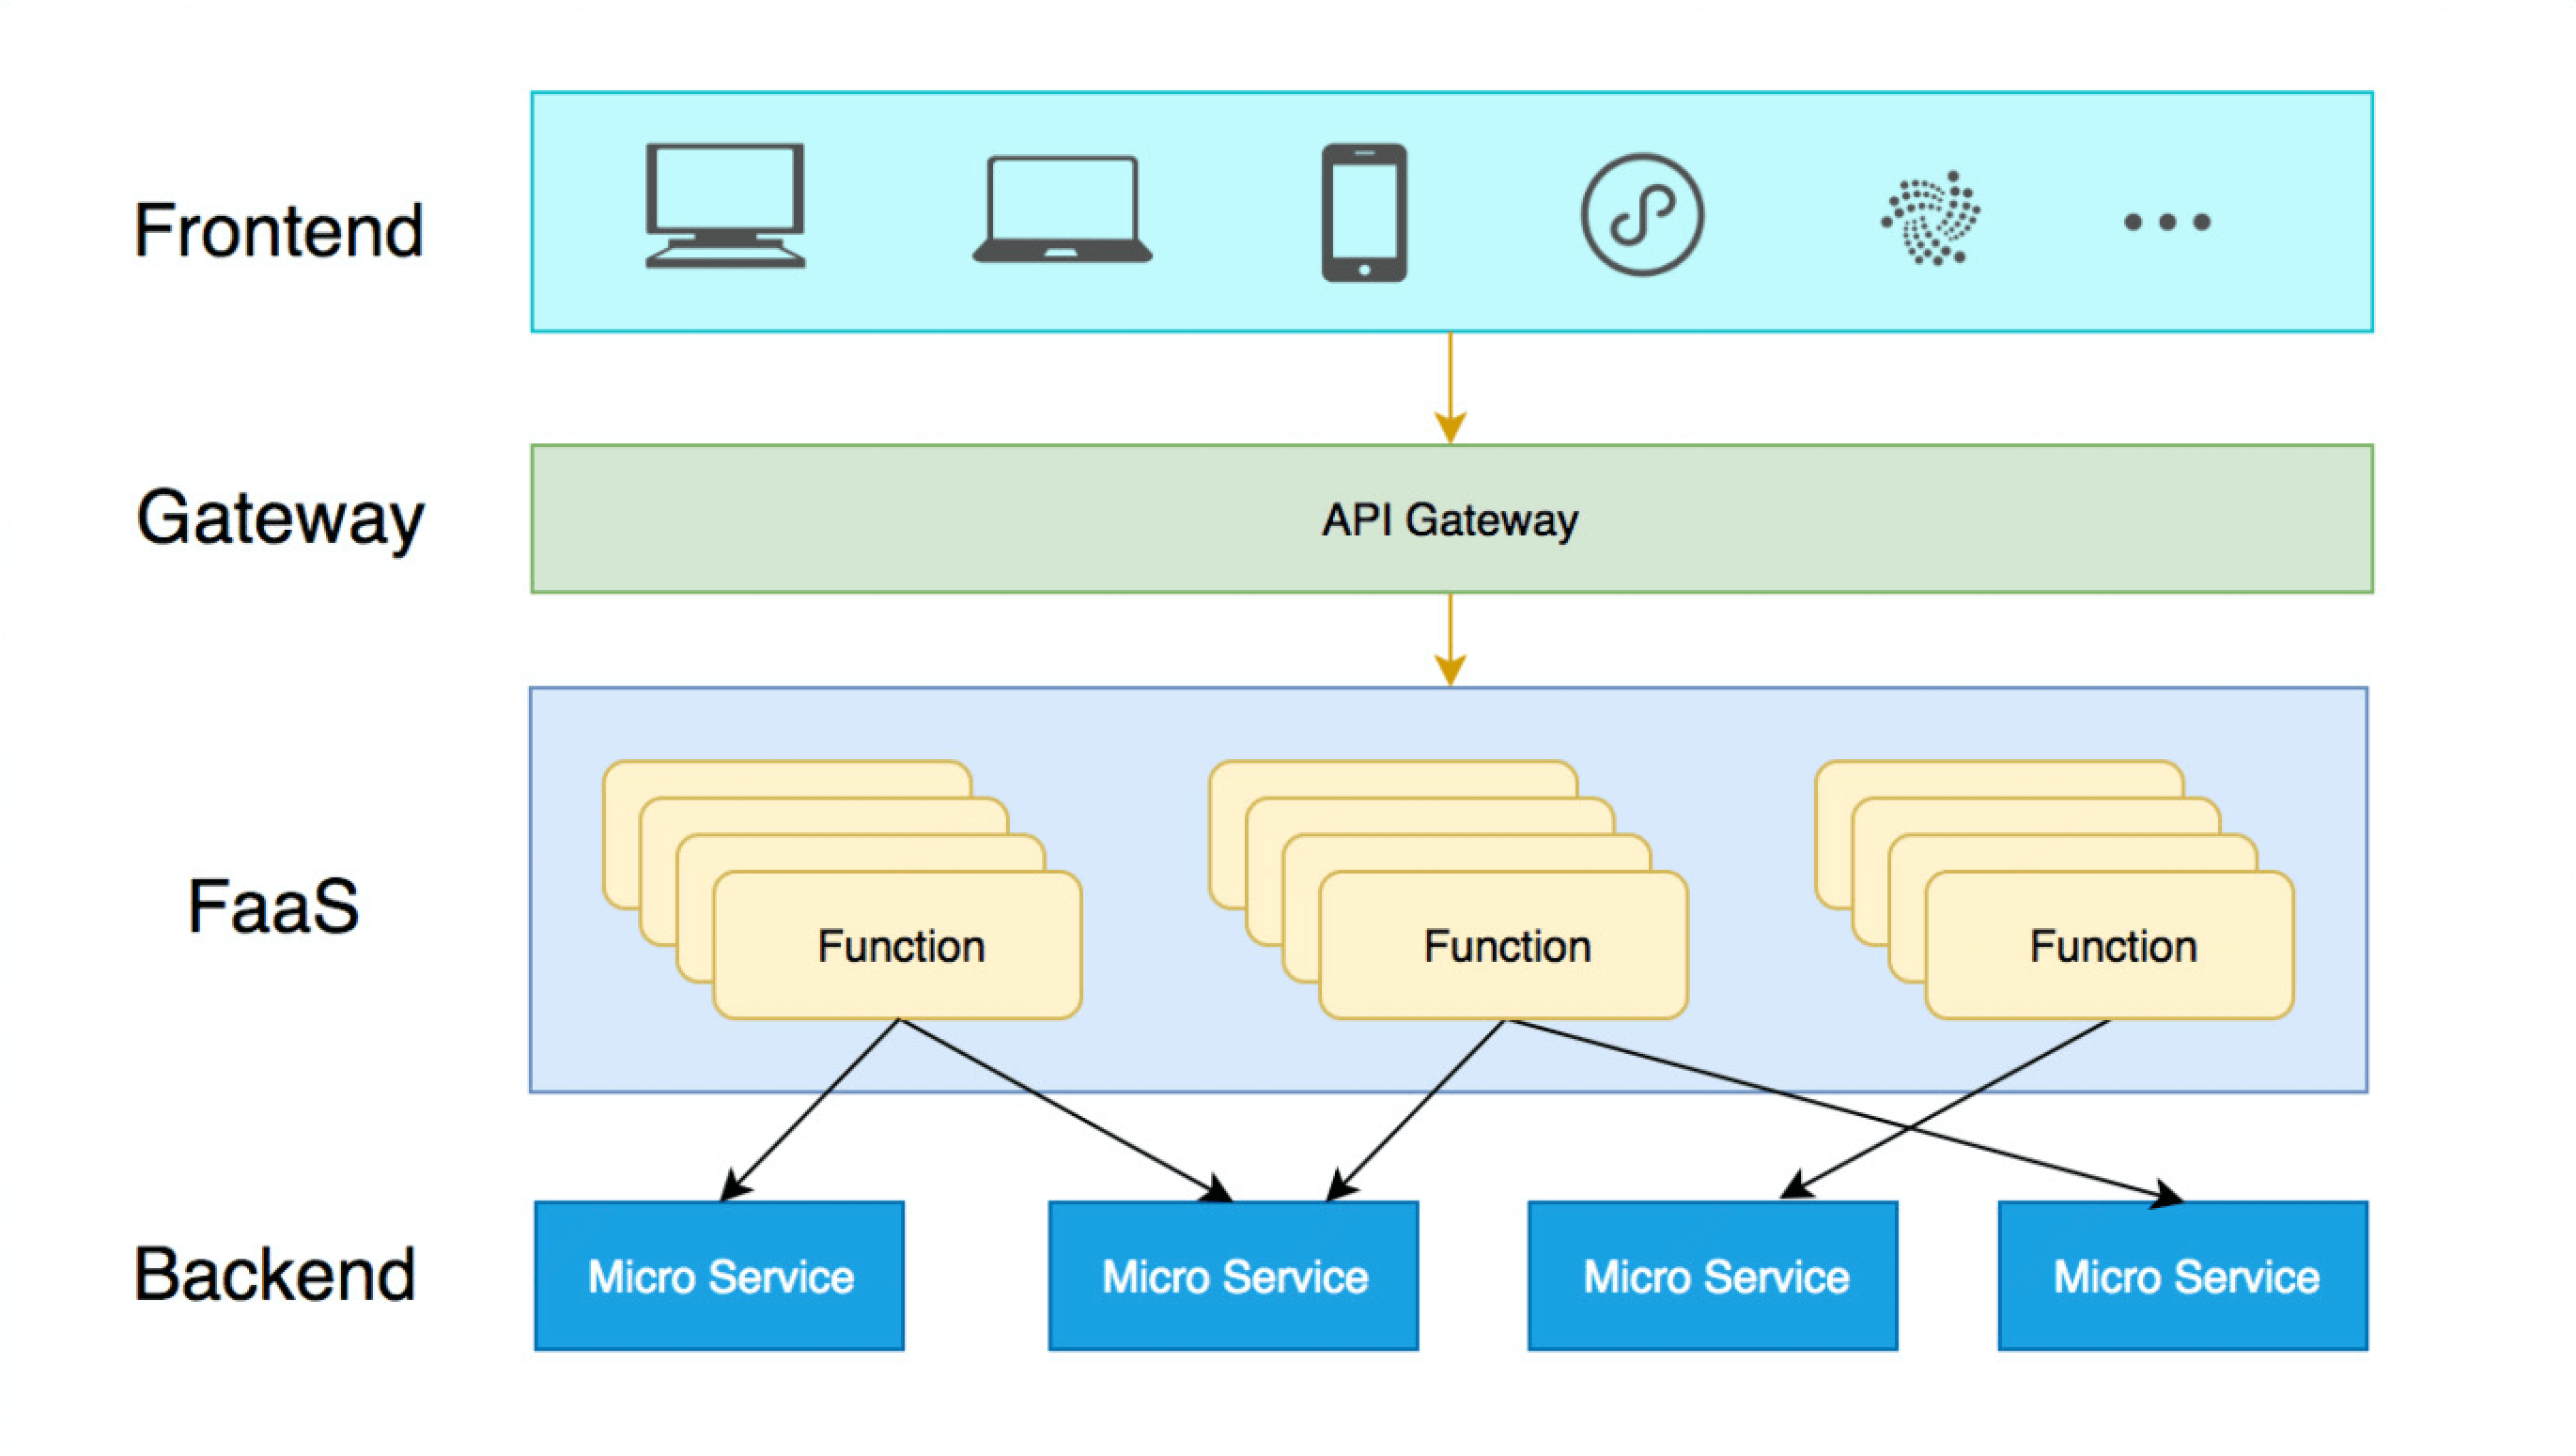 Frontend
Gateway
API Gateway
FaaS
Function
Function
Function
Backend
Micro Service
Micro Service
Micro Service
Micro Service